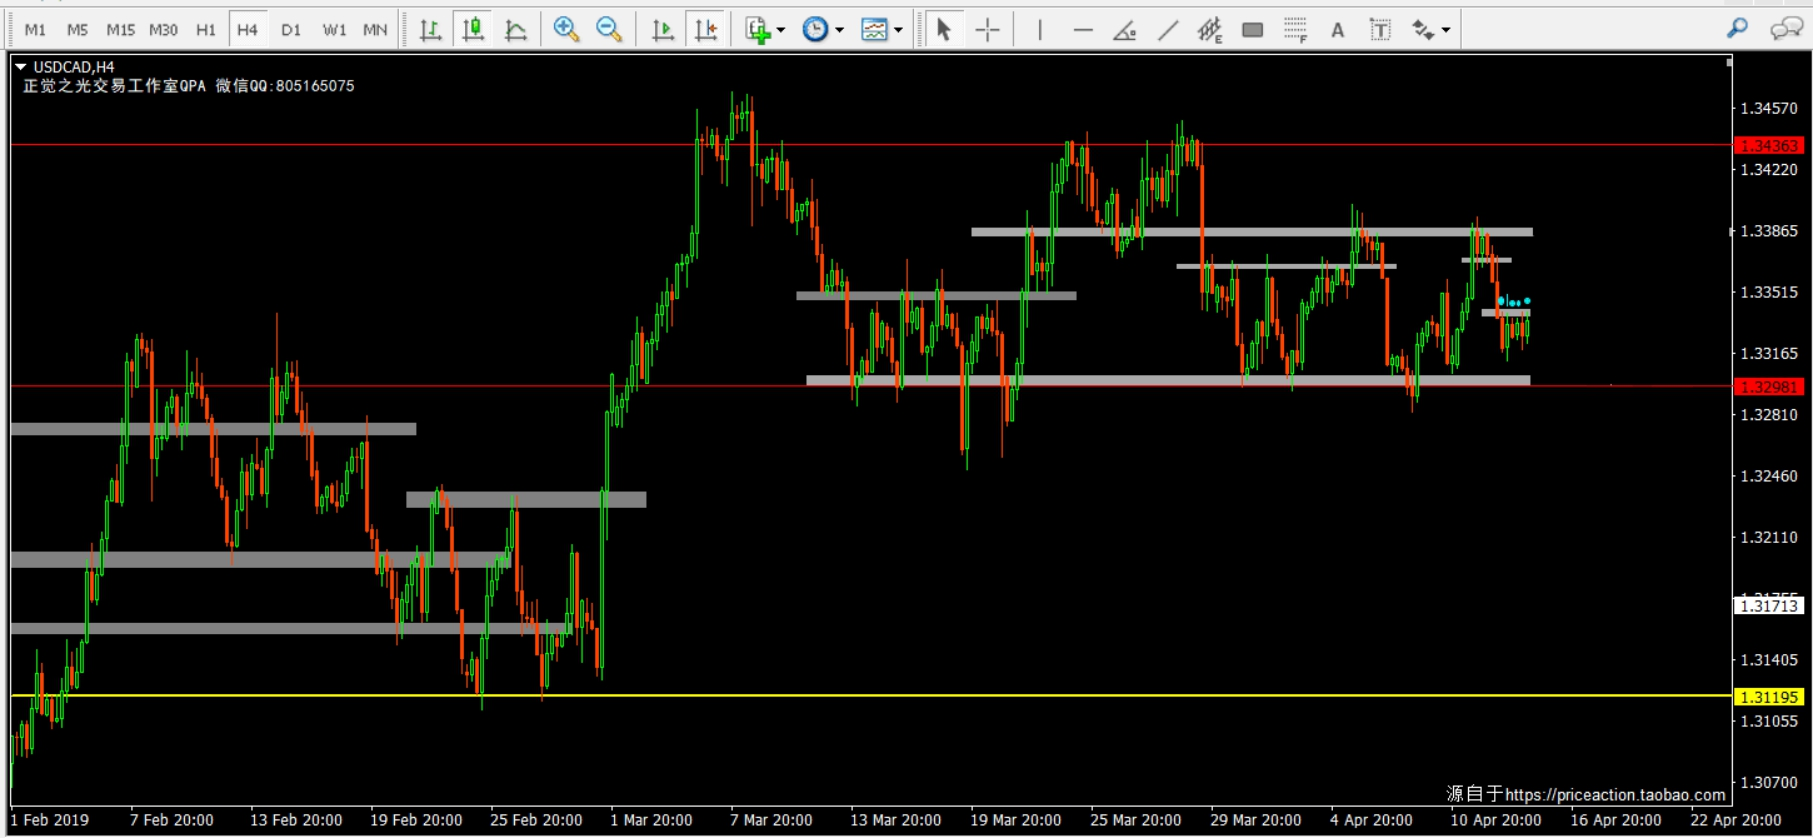 M1 M5 M15 M30 H1 H4 D1 W1 MN
E F A T
USDCAD,H4
正觉之光交易工作室QPA 微信QQ:805165075
1.34570
1.34363
1.34220
1.33865
1.33515
1.33165
1.32981
1.32810
1.32460
1.32110
1.31713
1.31405
1.31195
1.31055
1.30700
源自于https://priceaction.taobao.com
1 Feb 2019 7 Feb 20:00 13 Feb 20:00 19 Feb 20:00 25 Feb 20:00 1 Mar 20:00 7 Mar 20:00 13 Mar 20:00 19 Mar 20:00 25 Mar 20:00 29 Mar 20:00 4 Apr 20:00 10 Apr 20:00 16 Apr 20:00 22 Apr 20:00